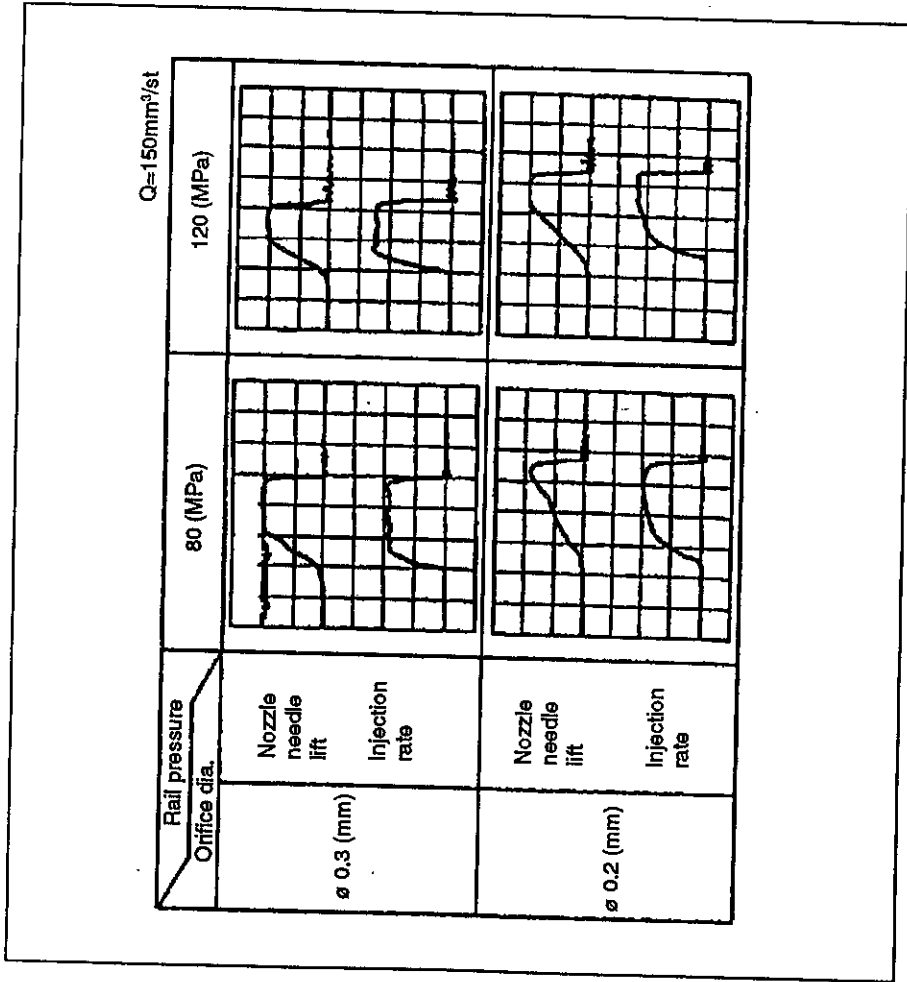 Q=150mm³/st
Rail pressure
Orifice dia.
80 (MPa)
120 (MPa)
ø 0.3 (mm)
Nozzle
needle
lift
Injection
rate
ø 0.2 (mm)
Nozzle
needle
lift
Injection
rate